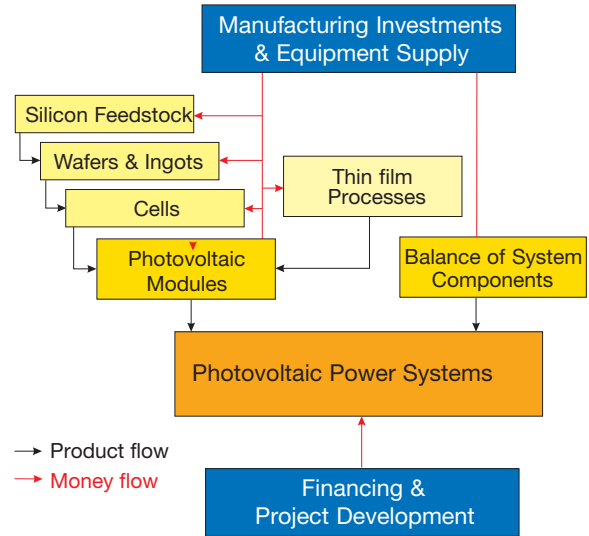 Manufacturing Investments
& Equipment Supply
Silicon Feedstock
Wafers & Ingots
Thin film
Processes
Cells
Photovoltaic
Modules
Balance of System
Components
Photovoltaic Power Systems
Product flow
Money flow
Financing &
Project Development